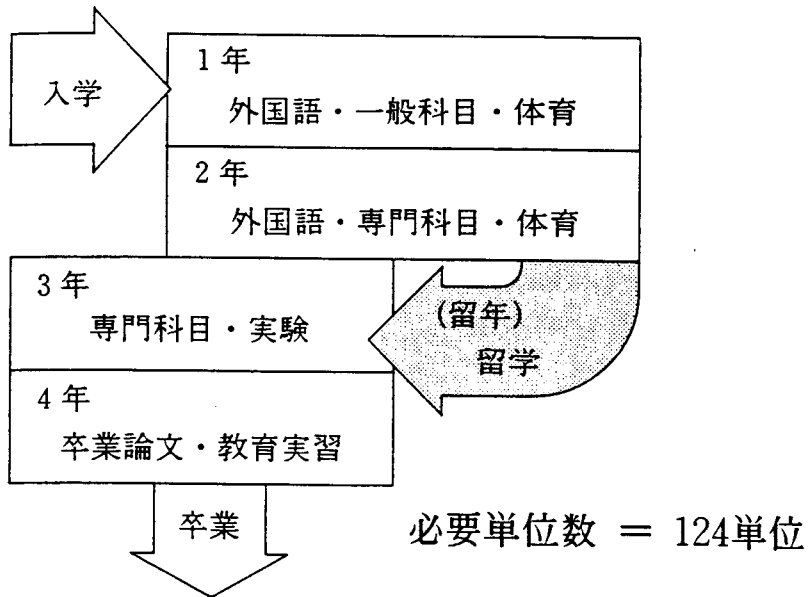 入学
1年
外国語・一般科目・体育
2年
外国語・専門科目・体育
3年
専門科目・実験
(留年)
留学
4年
卒業論文・教育実習
卒業
必要単位数 = 124単位